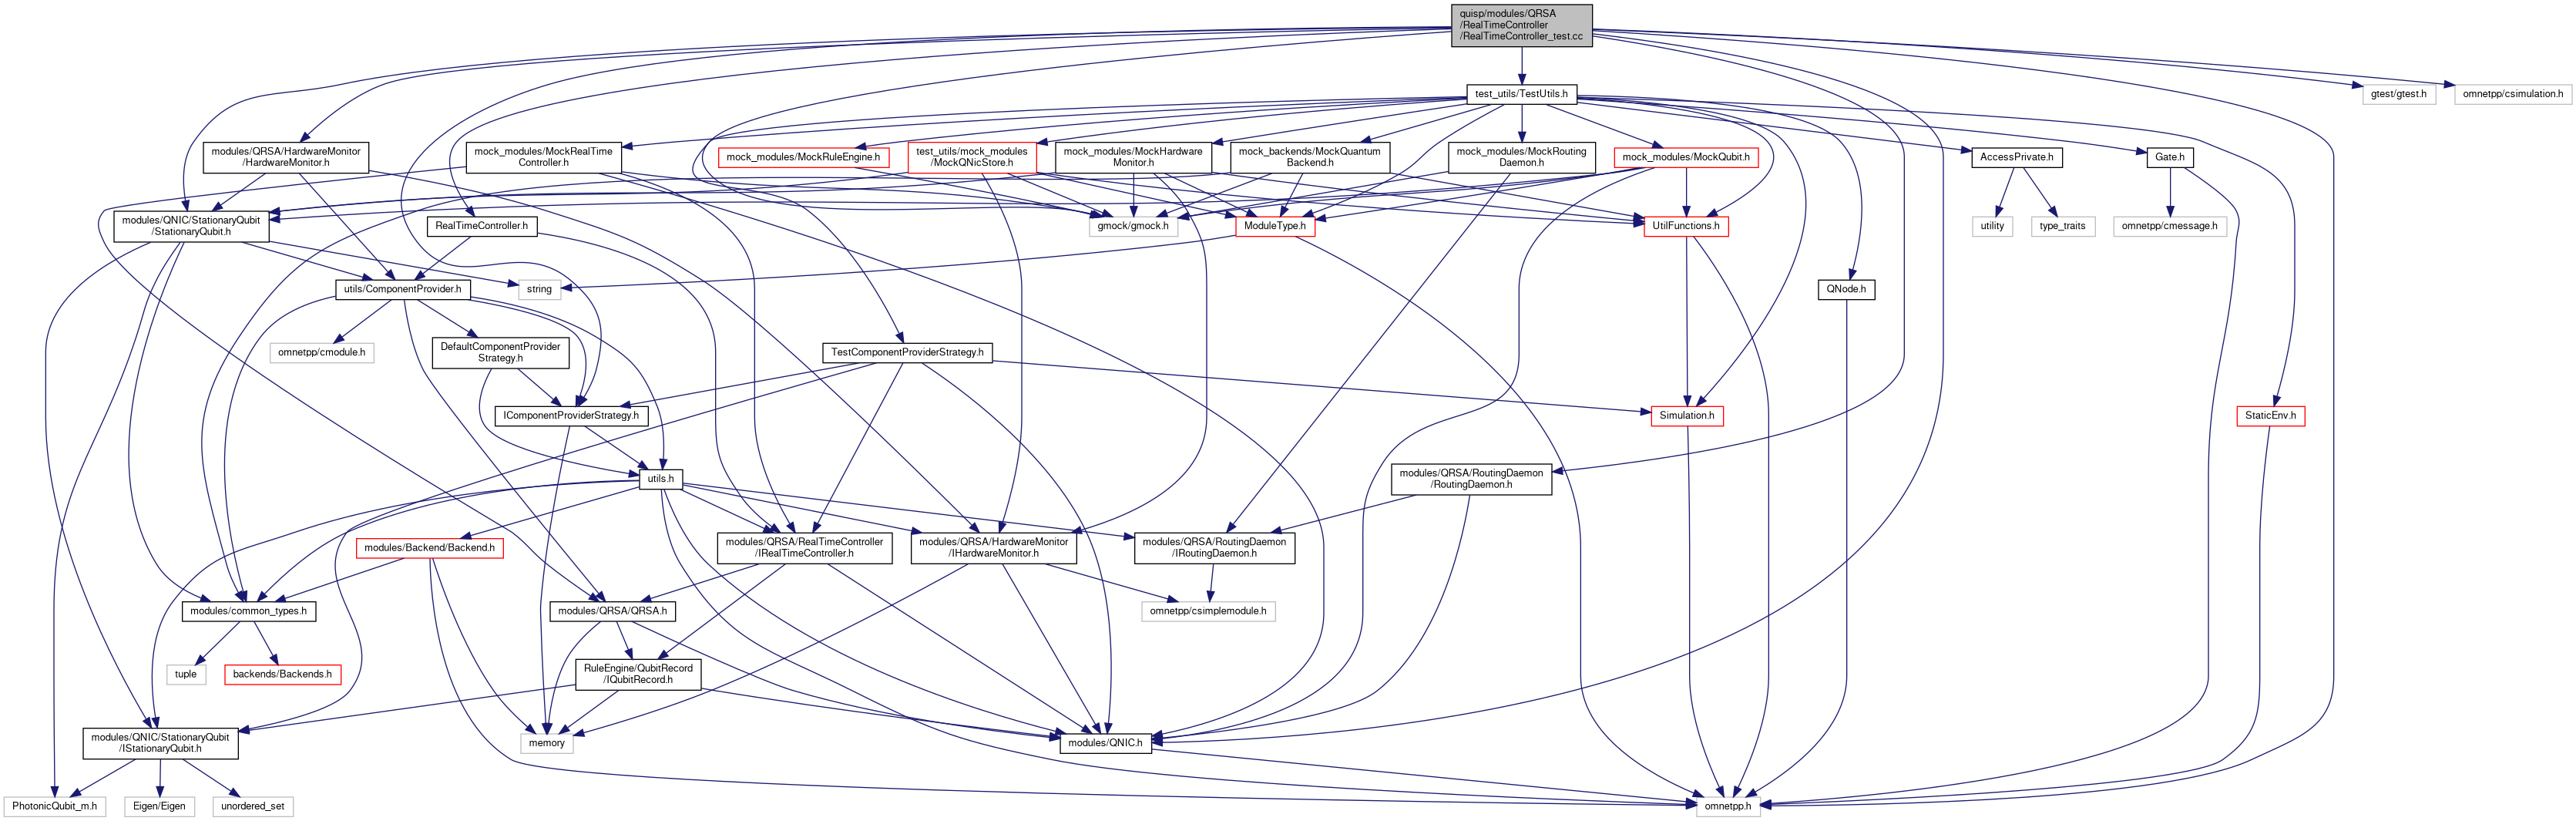 quisp/modules/QRSA
/RealTimeController
/RealTimeController_test.cc
test_utils/TestUtils.h
gtest/gtest.h
omnetpp/csimulation.h
modules/QRSA/HardwareMonitor
/HardwareMonitor.h
mock_modules/MockRealTime
Controller.h
mock_modules/MockRuleEngine.h
test_utils/mock_modules
/MockQNicStore.h
mock_modules/MockHardware
Monitor.h
mock_backends/MockQuantum
Backend.h
mock_modules/MockRouting
Daemon.h
mock_modules/MockQubit.h
AccessPrivate.h
Gate.h
modules/QNIC/StationaryQubit
/StationaryQubit.h
RealTimeController.h
gmock/gmock.h
ModuleType.h
UtilFunctions.h
utility
type_traits
omnetpp/cmessage.h
utils/ComponentProvider.h
string
QNode.h
omnetpp/cmodule.h
DefaultComponentProvider
Strategy.h
TestComponentProviderStrategy.h
IComponentProviderStrategy.h
Simulation.h
StaticEnv.h
utils.h
modules/QRSA/RoutingDaemon
/RoutingDaemon.h
modules/Backend/Backend.h
modules/QRSA/RealTimeController
/IRealTimeController.h
modules/QRSA/HardwareMonitor
/IHardwareMonitor.h
modules/QRSA/RoutingDaemon
/IRoutingDaemon.h
modules/common_types.h
modules/QRSA/QRSA.h
omnetpp/csimplemodule.h
tuple
backends/Backends.h
RuleEngine/QubitRecord
/IQubitRecord.h
modules/QNIC/StationaryQubit
/IStationaryQubit.h
memory
modules/QNIC.h
PhotonicQubit_m.h
Eigen/Eigen
unordered_set
omnetpp.h